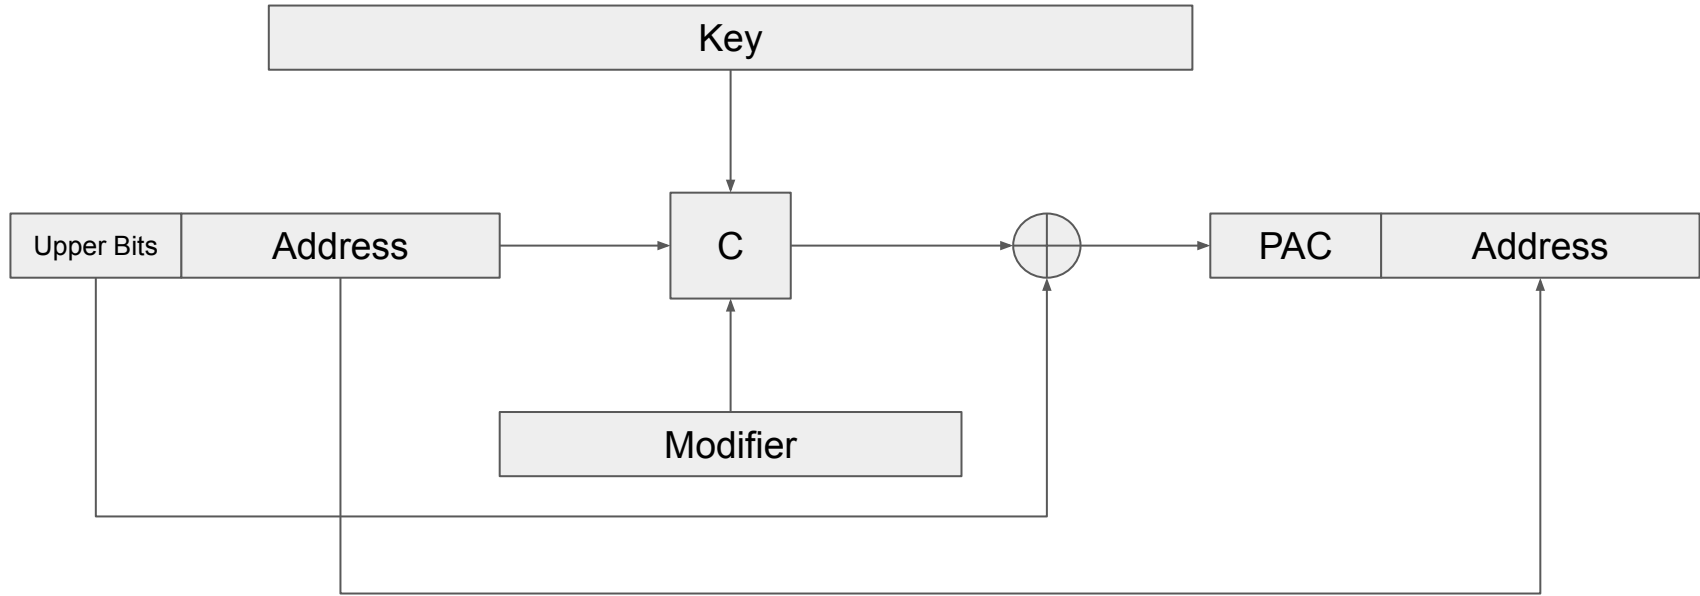 Key
Upper Bits
Address
C
PAC
Address
Modifier